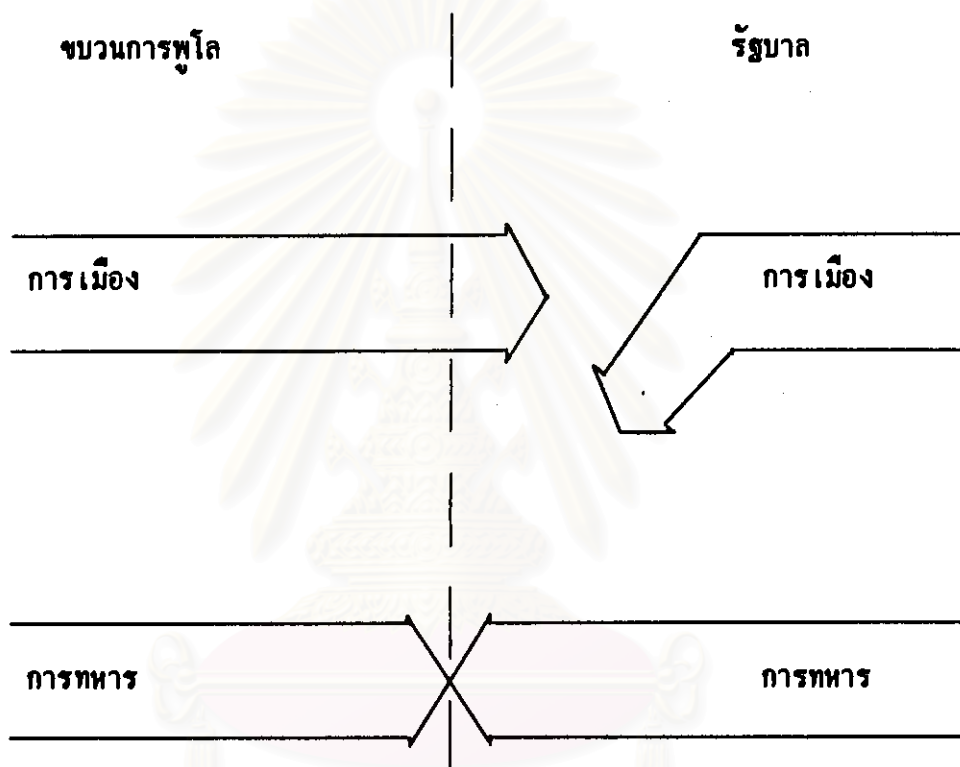 ขบวนการพูโล
รัฐบาล
การเมือง
การเมือง
การทหาร
การทหาร